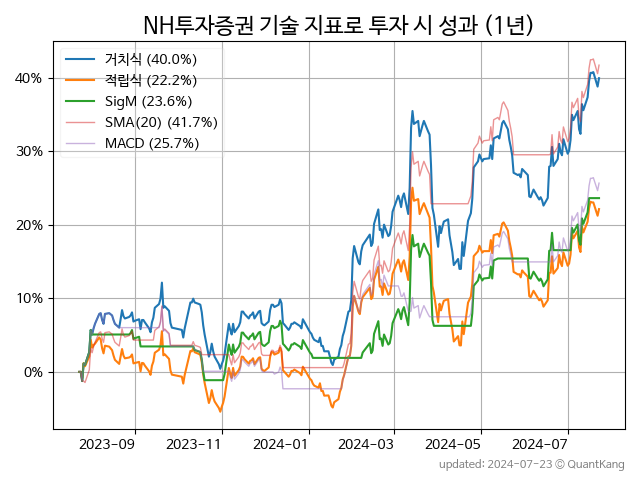 NH투자증권 기술 지표로 투자 시 성과 (1년)
거치식 (40.0%)
적립식 (22.2%)
SigM (23.6%)
SMA(20) (41.7%)
MACD (25.7%)
40%
30%
20%
10%
0%
2023-09 2023-11 2024-01 2024-03 2024-05 2024-07
updated: 2024-07-23 © QuantKang